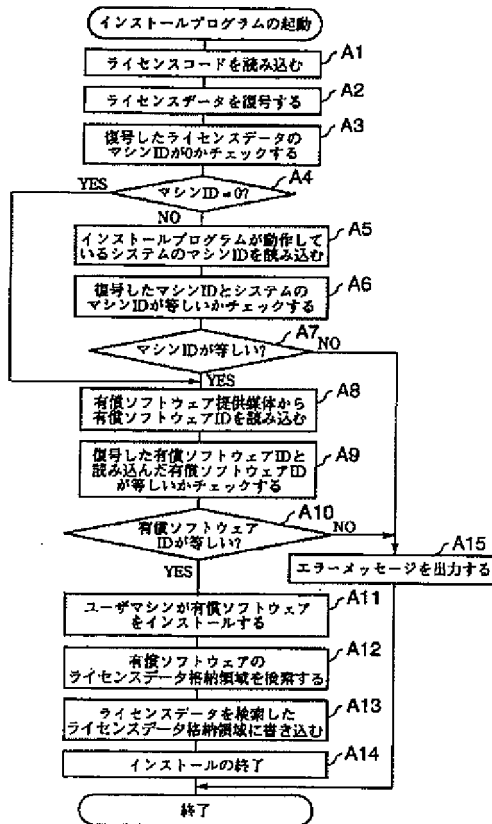 インストールプログラムの起動
A1
ライセンスコードを読み込む
A2
ライセンスデータを復号する
A3
復号したライセンスデータの
マシンIDが0かチェックする
A4
YES
マシンID=0?
NO
A5
インストールプログラムが動作して
いるシステムのマシンIDを読み込む
A6
復号したマシンIDとシステムの
マシンIDが等しいかチェックする
A7
マシンIDが等しい?
NO
YES
A8
有償ソフトウェア提供媒体から
有償ソフトウェアIDを読み込む
A9
復号した有償ソフトウェアIDと
読み込んだ有償ソフトウェアID
が等しいかチェックする
A10
有償ソフトウェア
IDが等しい?
NO
YES
A15
エラーメッセージを出力する
A11
ユーザマシンが有償ソフトウェア
をインストールする
A12
有償ソフトウェアの
ライセンスデータ格納領域を検索する
A13
ライセンスデータを検索した
ライセンスデータ格納領域に書き込む
A14
インストールの終了
終了